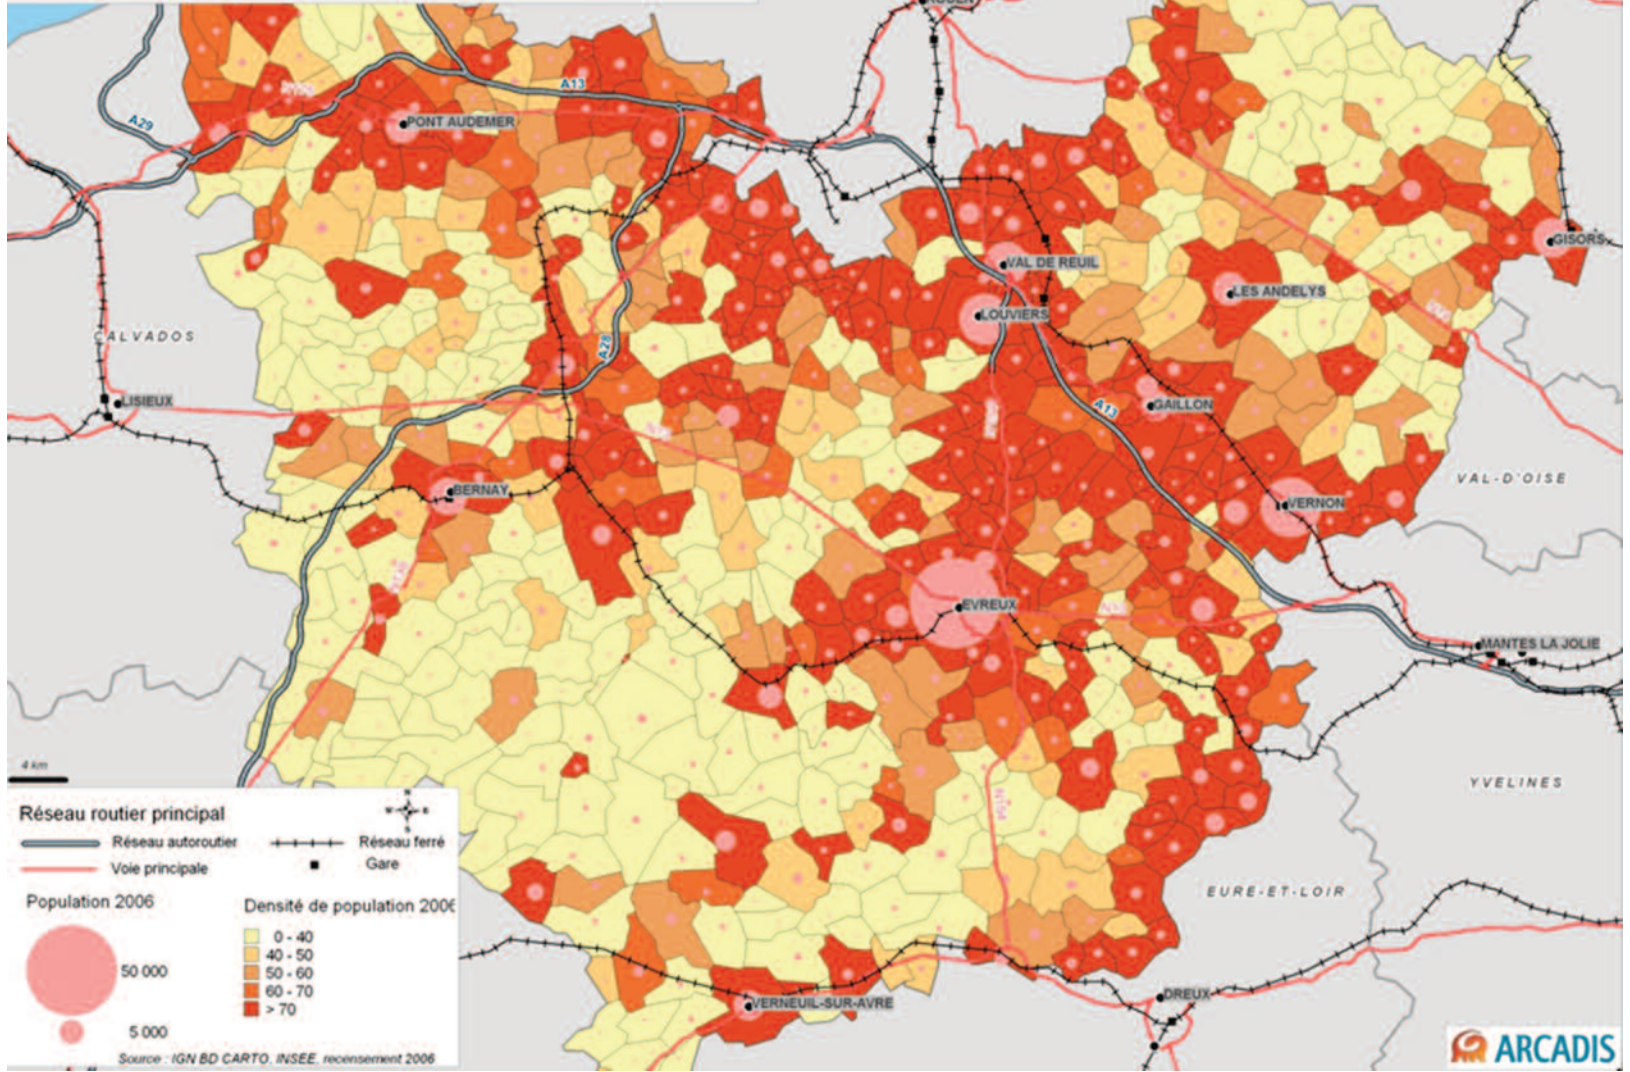 ROUEN
A13
A29
PONT AUDEMER
GISORS
VAL DE REUIL
LES ANDELYS
LOUVIERS
CALVADOS
A28
LISIEUX
A13
GAILLON
BERNAY
VAL-D'OISE
VERNON
EVREUX
MANTES LA JOLIE
4 km
YVELINES
N154
EURE-ET-LOIR
VERNEUIL-SUR-AVRE
DREUX
Réseau routier principal
Réseau autoroutier
Réseau ferré
Voie principale
Gare
Population 2006
50 000
5 000
Densité de population 2006
0 - 40
40 - 50
50 - 60
60 - 70
> 70
Source : IGN BD CARTO, INSEE, recensement 2006
ARCADIS